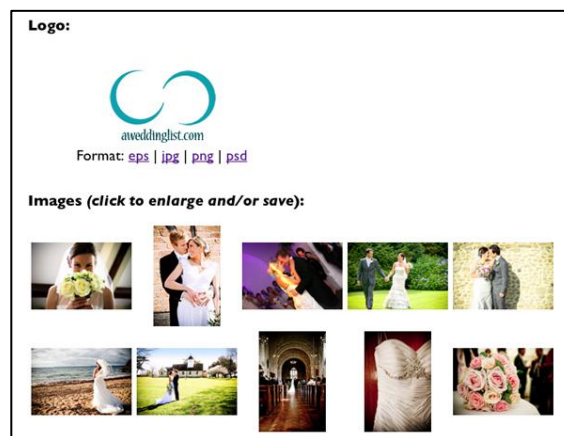 Logo:
aweddinglist.com
Format: eps | jpg | png | psd
Images (click to enlarge and/or save):